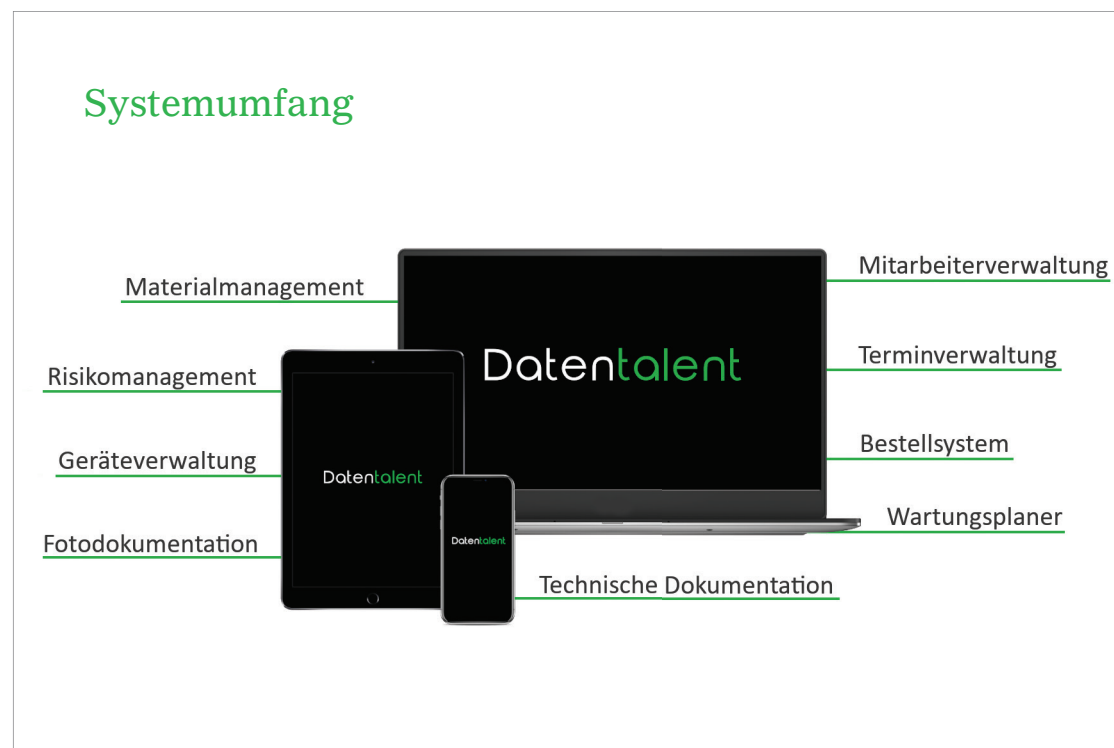 Systemumfang
Materialmanagement
Mitarbeiterverwaltung
Datentalent
Terminverwaltung
Risikomanagement
Geräteverwaltung
Bestellsystem
Datentalent
Wartungsplaner
Fotodokumentation
Datentalent
Technische Dokumentation